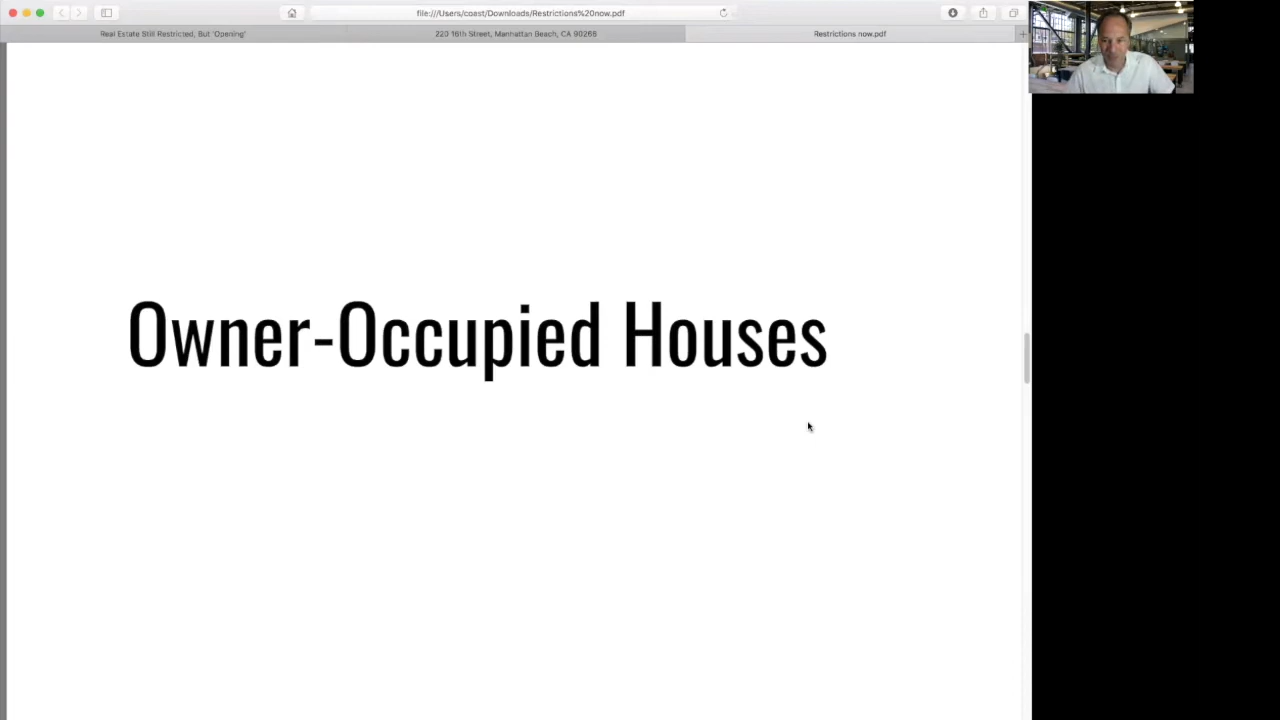 file:///Users/coast/Downloads/Restrictions%20now.pdf
Real Estate Still Restricted, But 'Opening'
220 16th Street, Manhattan Beach, CA 90266
Restrictions now.pdf
Owner-Occupied Houses